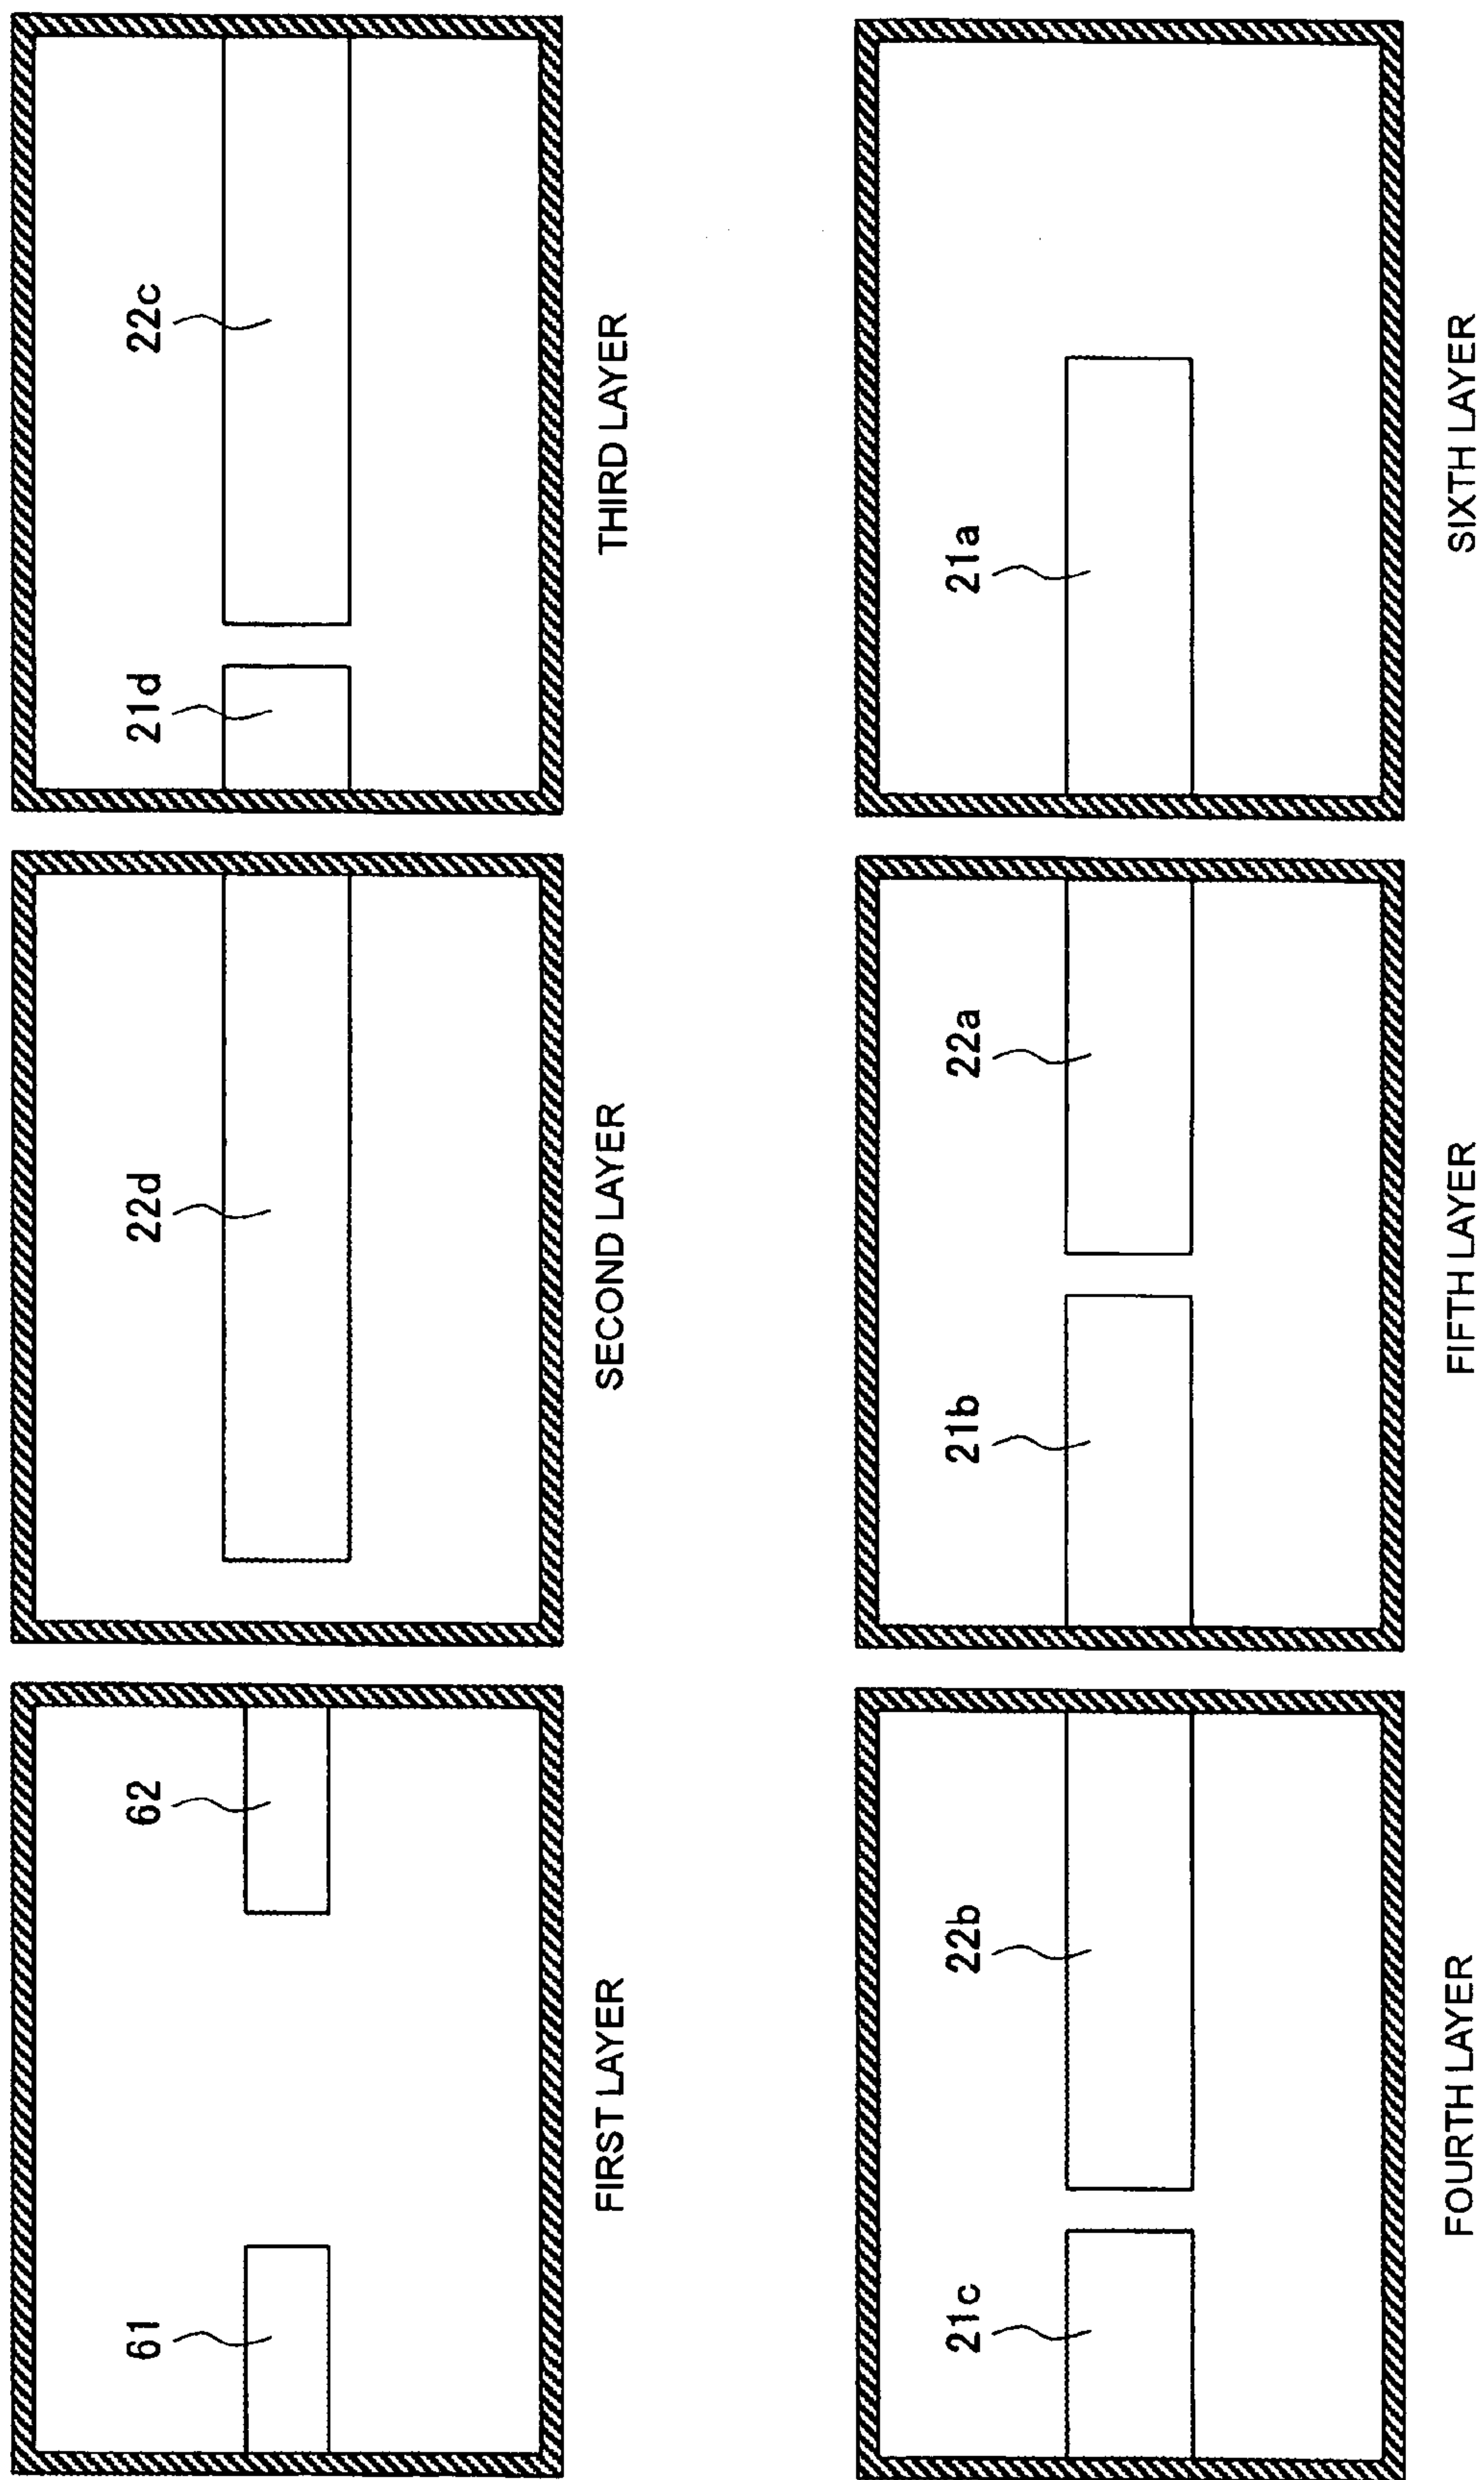 61
62
FIRST LAYER
22d
SECOND LAYER
21d
22c
THIRD LAYER
21c
22b
FOURTH LAYER
21b
22a
FIFTH LAYER
21a
SIXTH LAYER